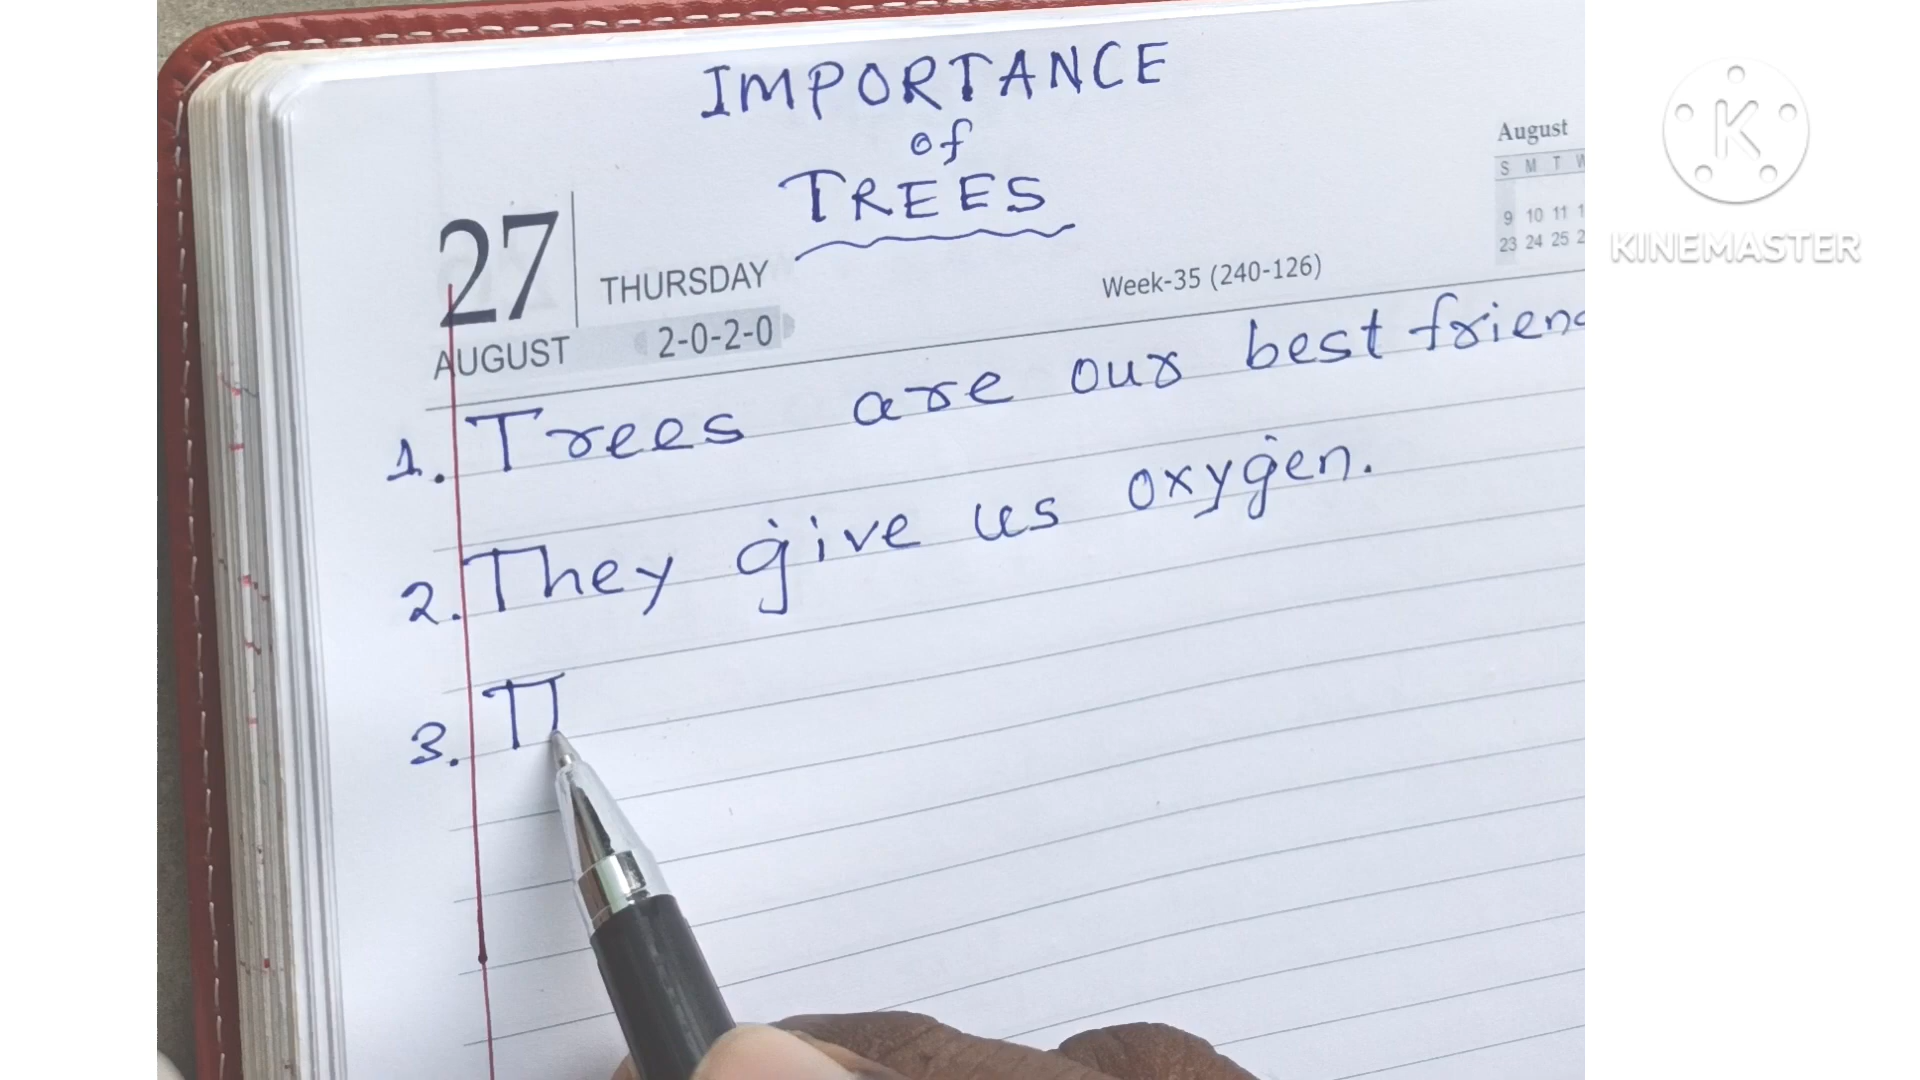 IMPORTANCE
of
TREES
27
THURSDAY
AUGUST
2-0-2-0
Week-35 (240-126)
August
S M T W
9 10 11
23 24 25
1. Trees are our best
2. They give us oxygen.
3. T
KINEMASTER